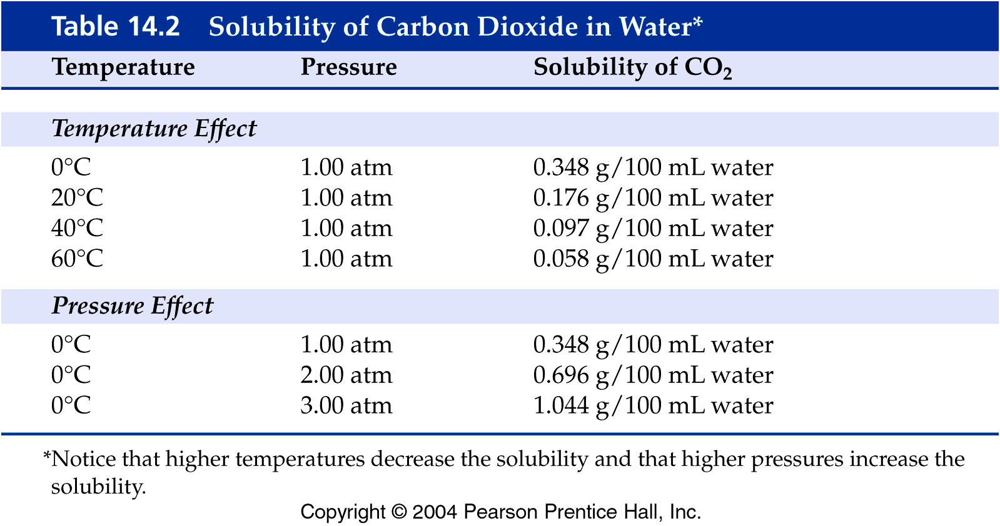 Table 14.2 Solubility of Carbon Dioxide in Water*
Temperature Pressure Solubility of CO₂
Temperature Effect
0°C 1.00 atm 0.348 g/100 mL water
20°C 1.00 atm 0.176 g/100 mL water
40°C 1.00 atm 0.097 g/100 mL water
60°C 1.00 atm 0.058 g/100 mL water
Pressure Effect
0°C 1.00 atm 0.348 g/100 mL water
0°C 2.00 atm 0.696 g/100 mL water
0°C 3.00 atm 1.044 g/100 mL water
*Notice that higher temperatures decrease the solubility and that higher pressures increase the
solubility.
Copyright © 2004 Pearson Prentice Hall, Inc.